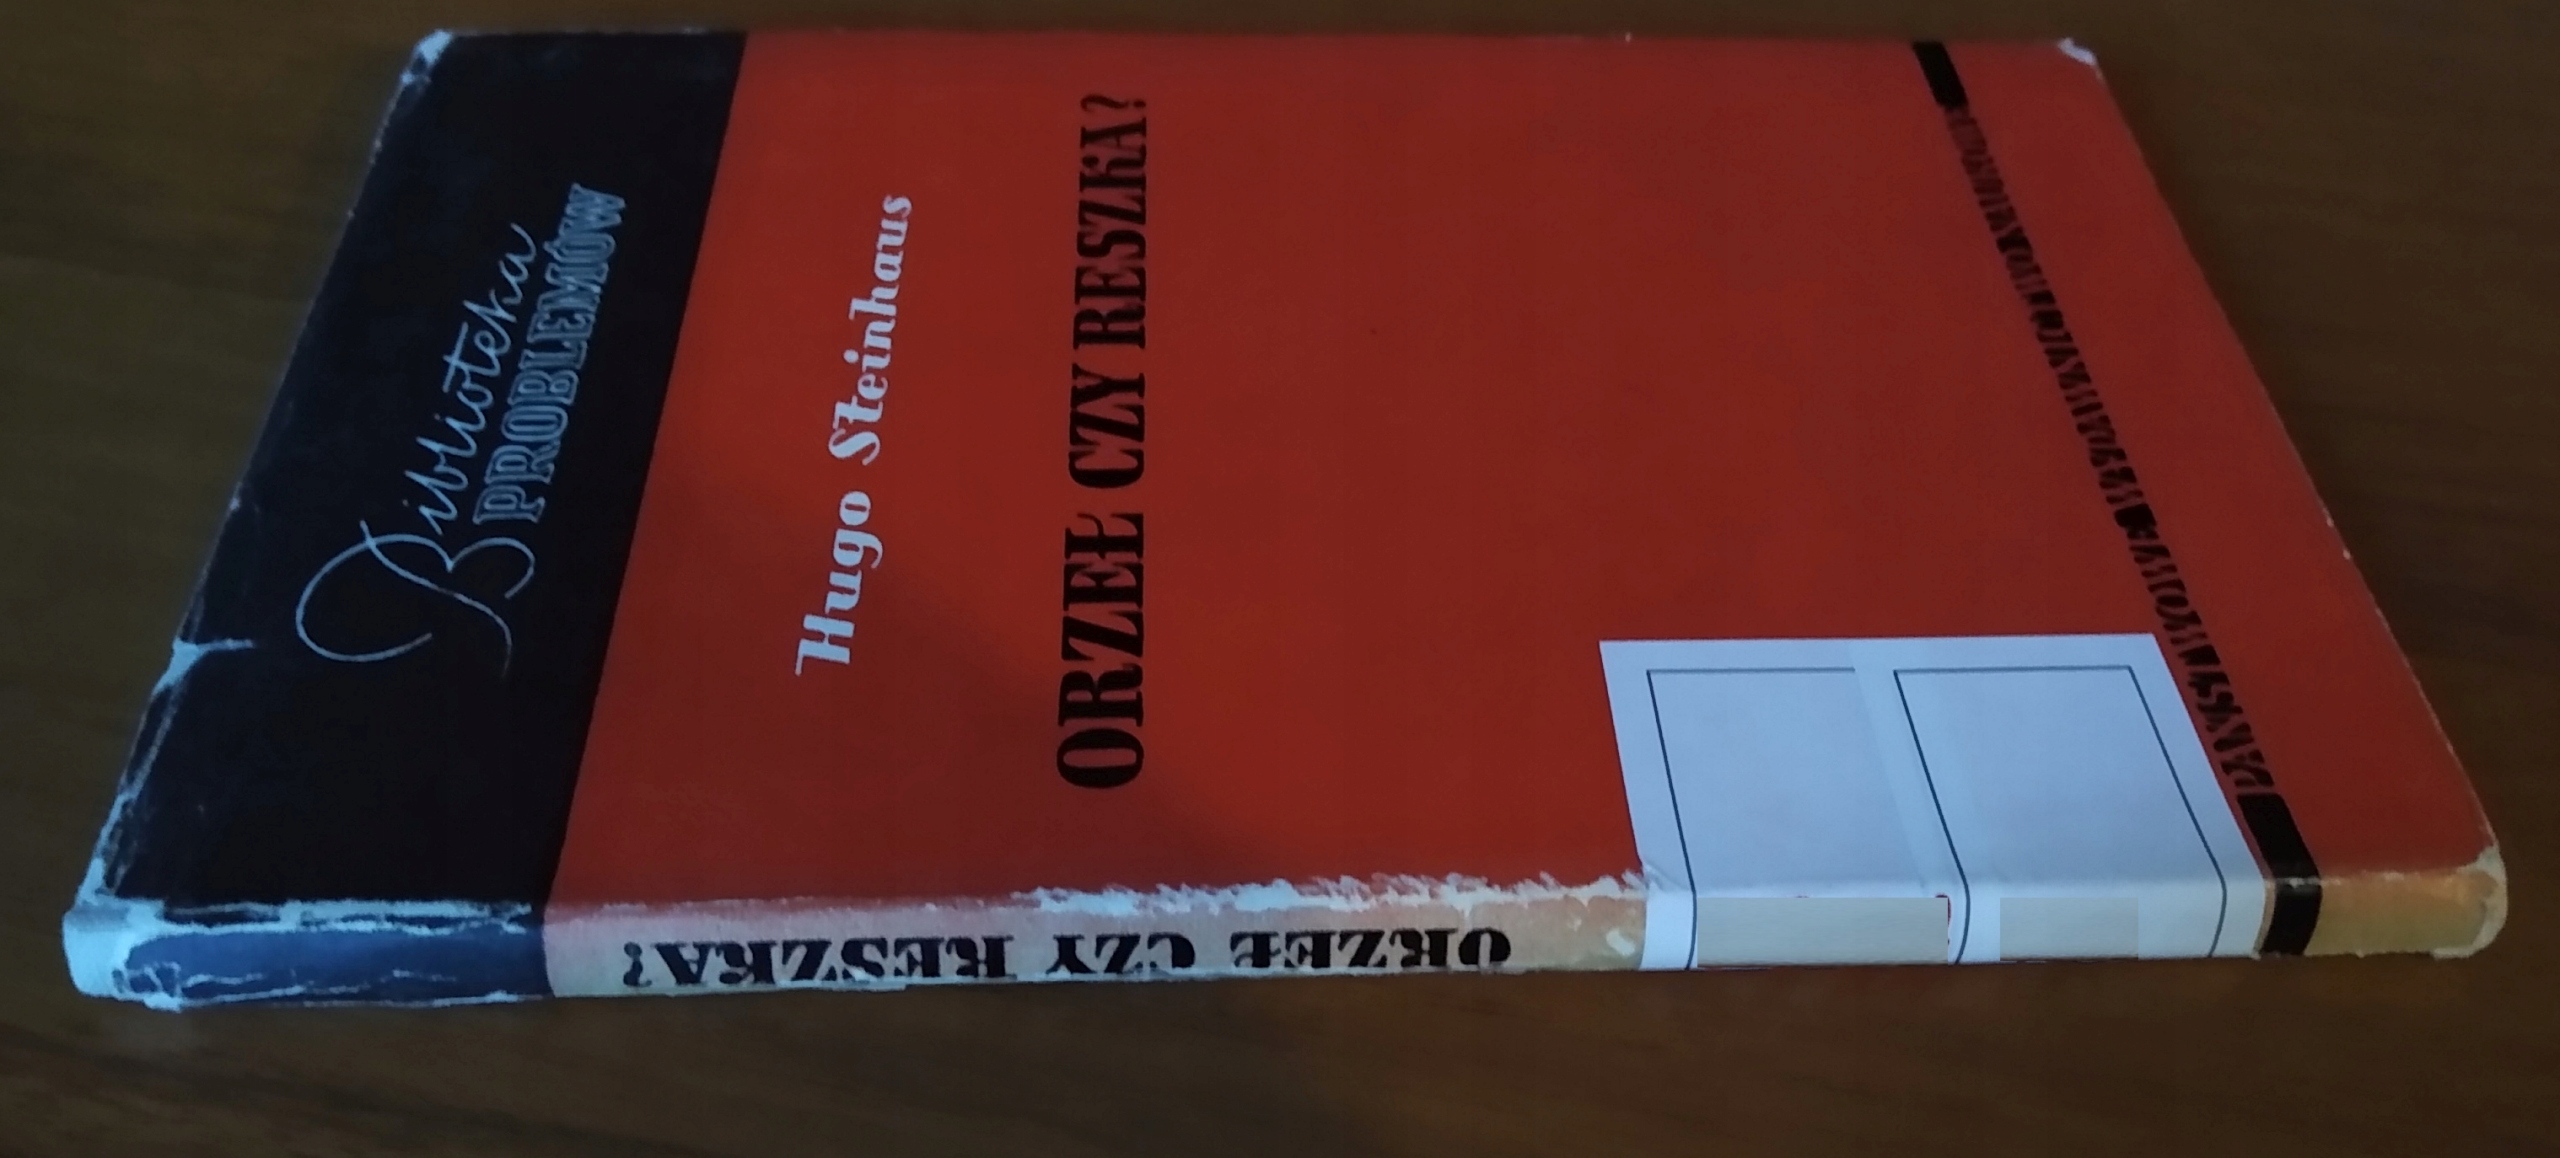 Biblioteka
PROBLEMÓW
Hugo Steinhaus
ORZEŁ CZY RESZKA?
PAŃSTWOWE WYDAWNICTWO NAUKOWE
ORZEŁ CZY RESZKA?